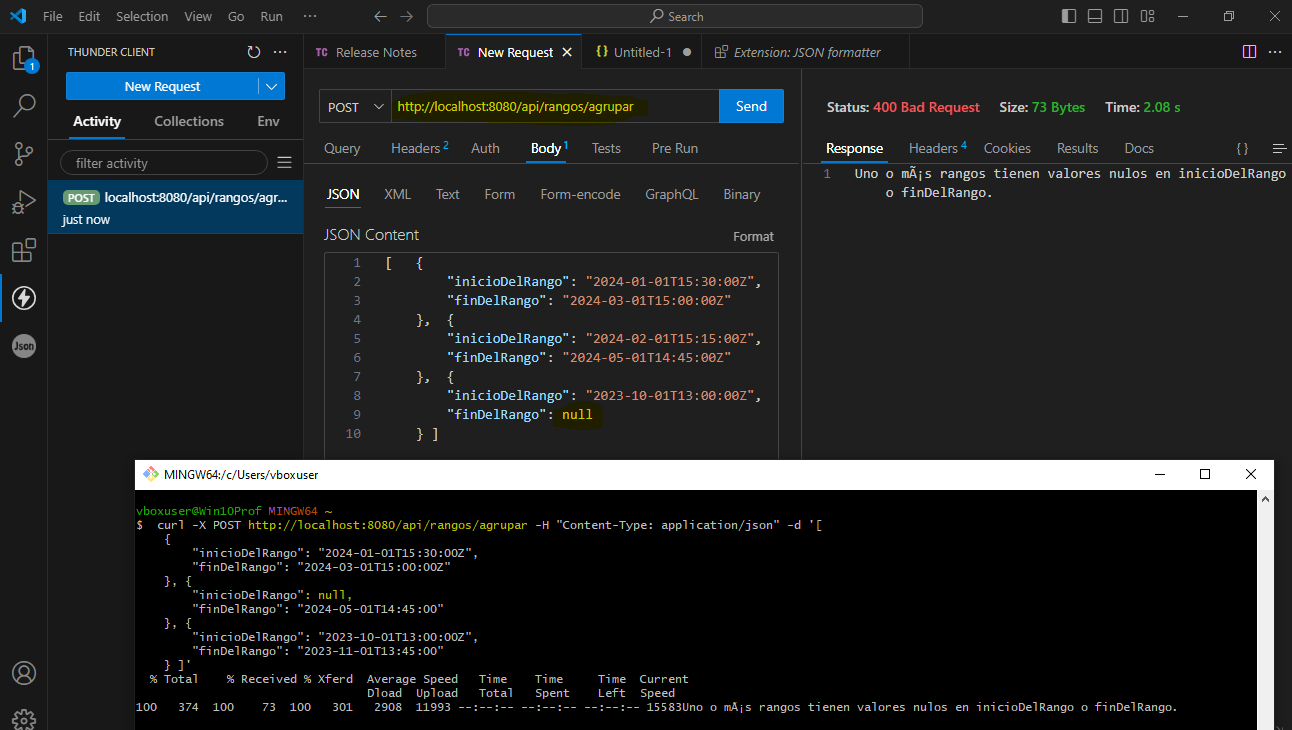 File Edit Selection View Go Run ··· Search
THUNDER CLIENT
TC Release Notes
TC New Request
{} Untitled-1
Extension: JSON formatter
1
New Request
Activity Collections Env
filter activity
POST localhost:8080/api/rangos/agr...
just now
Json
POST http://localhost:8080/api/rangos/agrupar Send
Query Headers 2 Auth Body 1 Tests Pre Run
JSON XML Text Form Form-encode GraphQL Binary
JSON Content Format
1 [ {
2 "inicioDelRango": "2024-01-01T15:30:00Z",
3 "finDelRango": "2024-03-01T15:00:00Z"
4 }, {
5 "inicioDelRango": "2024-02-01T15:15:00Z",
6 "finDelRango": "2024-05-01T14:45:00Z"
7 }, {
8 "inicioDelRango": "2023-10-01T13:00:00Z",
9 "finDelRango": null
10 } ]
Status: 400 Bad Request Size: 73 Bytes Time: 2.08 s
Response Headers 4 Cookies Results Docs { }
1 Uno o mÃ¡s rangos tienen valores nulos en inicioDelRango
o finDelRango.
MINGW64:/c/Users/vboxuser
vboxuser@Win10Prof MINGW64 ~
$ curl -X POST http://localhost:8080/api/rangos/agrupar -H "Content-Type: application/json" -d '[
{
"inicioDelRango": "2024-01-01T15:30:00Z",
"finDelRango": "2024-03-01T15:00:00Z"
}, {
"inicioDelRango": null,
"finDelRango": "2024-05-01T14:45:00"
}, {
"inicioDelRango": "2023-10-01T13:00:00Z",
"finDelRango": "2023-11-01T13:45:00"
} ]'
% Total % Received % Xferd Average Speed Time Time Time Current
Dload Upload Total Spent Left Speed
100 374 100 73 100 301 2908 11993 --:--:-- --:--:-- --:--:-- 15583Uno o mÃ¡s rangos tienen valores nulos en inicioDelRango o finDelRango.